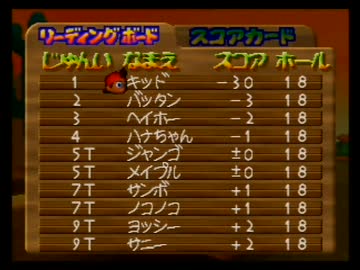 リーディングボード スコアカード
じゅんい なまえ スコア ホール
1 キッド -30 18
2 パッタン -3 18
3 ヘイホー -2 18
4 ハナちゃん -1 18
5T ジャンゴ ±0 18
5T メイプル ±0 18
7T サンボ +1 18
7T ノコノコ +1 18
9T ヨッシー +2 18
9T サニー +2 18